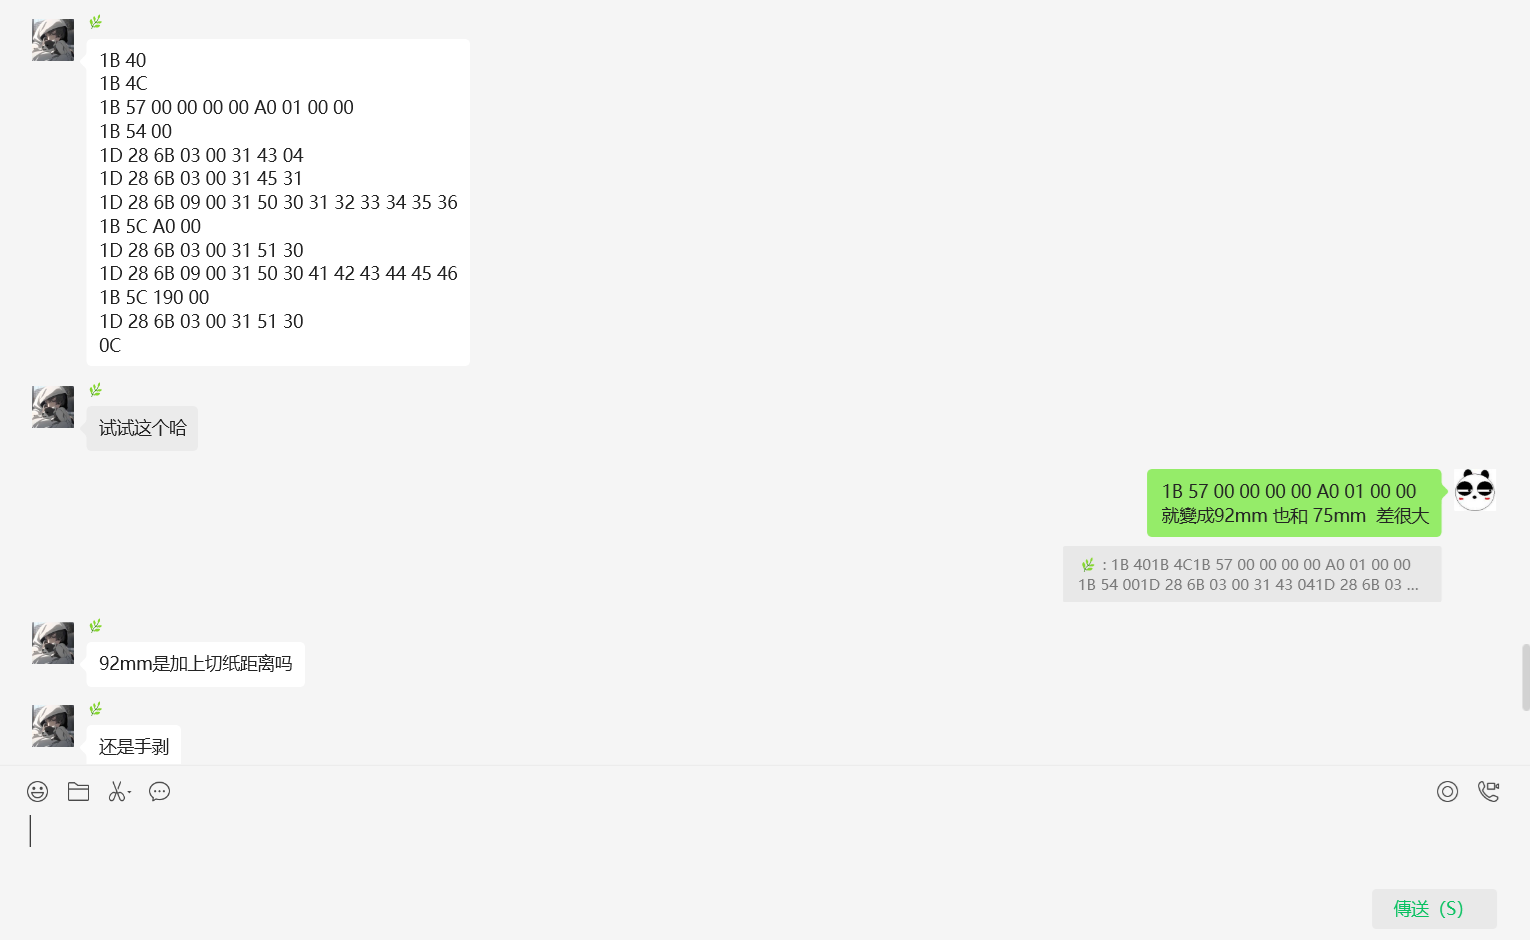 1B 40
1B 4C
1B 57 00 00 00 00 A0 01 00 00
1B 54 00
1D 28 6B 03 00 31 43 04
1D 28 6B 03 00 31 45 31
1D 28 6B 09 00 31 50 30 31 32 33 34 35 36
1B 5C A0 00
1D 28 6B 03 00 31 51 30
1D 28 6B 09 00 31 50 30 41 42 43 44 45 46
1B 5C 190 00
1D 28 6B 03 00 31 51 30
0C
试试这个哈
1B 57 00 00 00 00 A0 01 00 00
就變成92mm 也和 75mm 差很大
: 1B 401B 4C1B 57 00 00 00 00 A0 01 00 00
1B 54 001D 28 6B 03 00 31 43 041D 28 6B 03 ...
92mm是加上切纸距离吗
还是手剥
傳送（S）